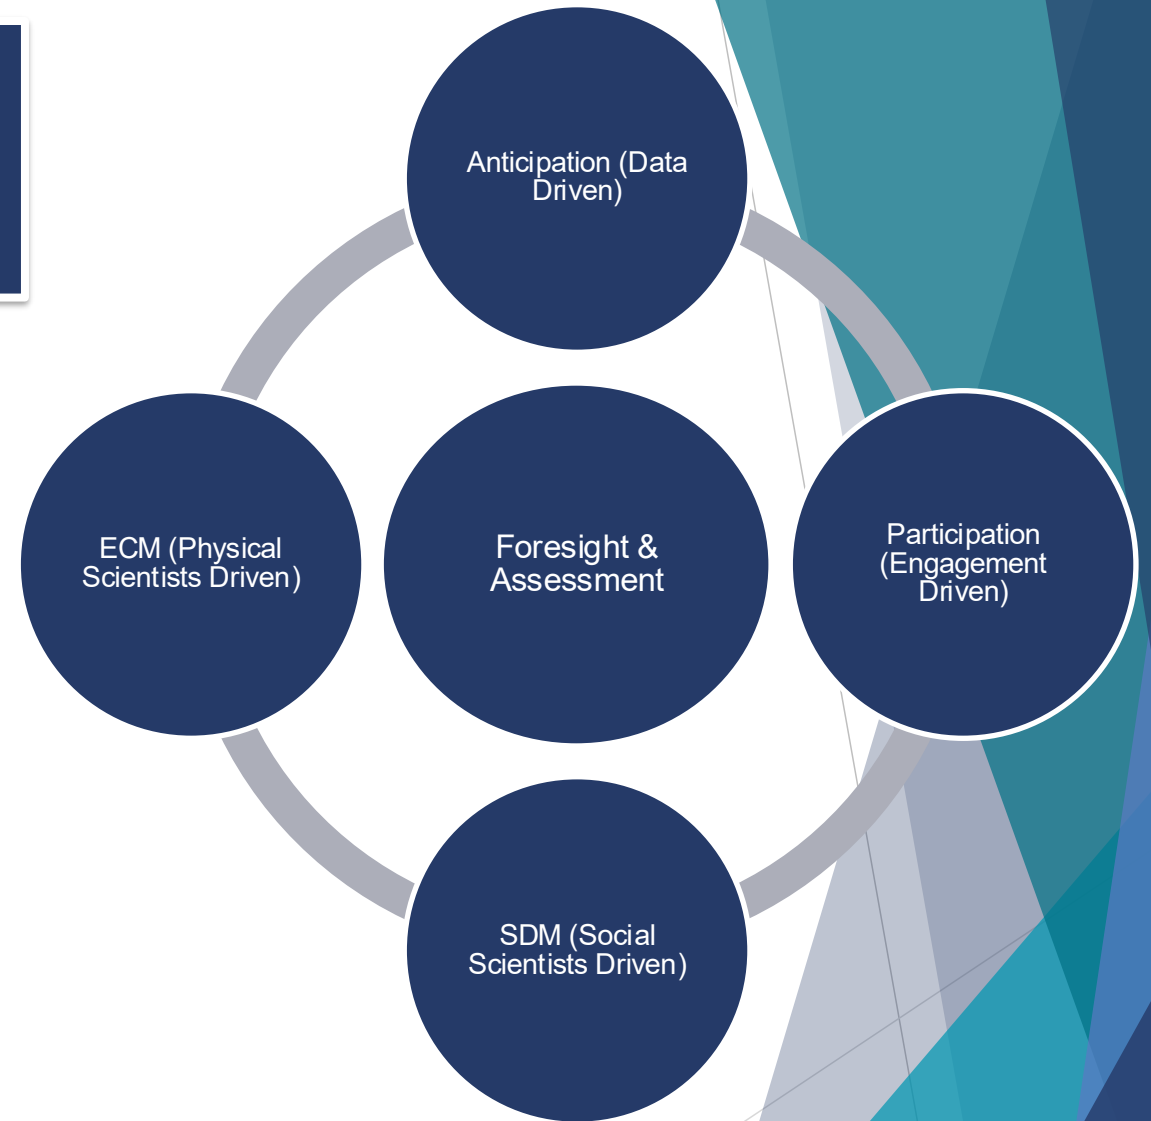 Anticipation (Data
Driven)
ECM (Physical
Scientists Driven)
Foresight &
Assessment
Participation
(Engagement
Driven)
SDM (Social
Scientists Driven)